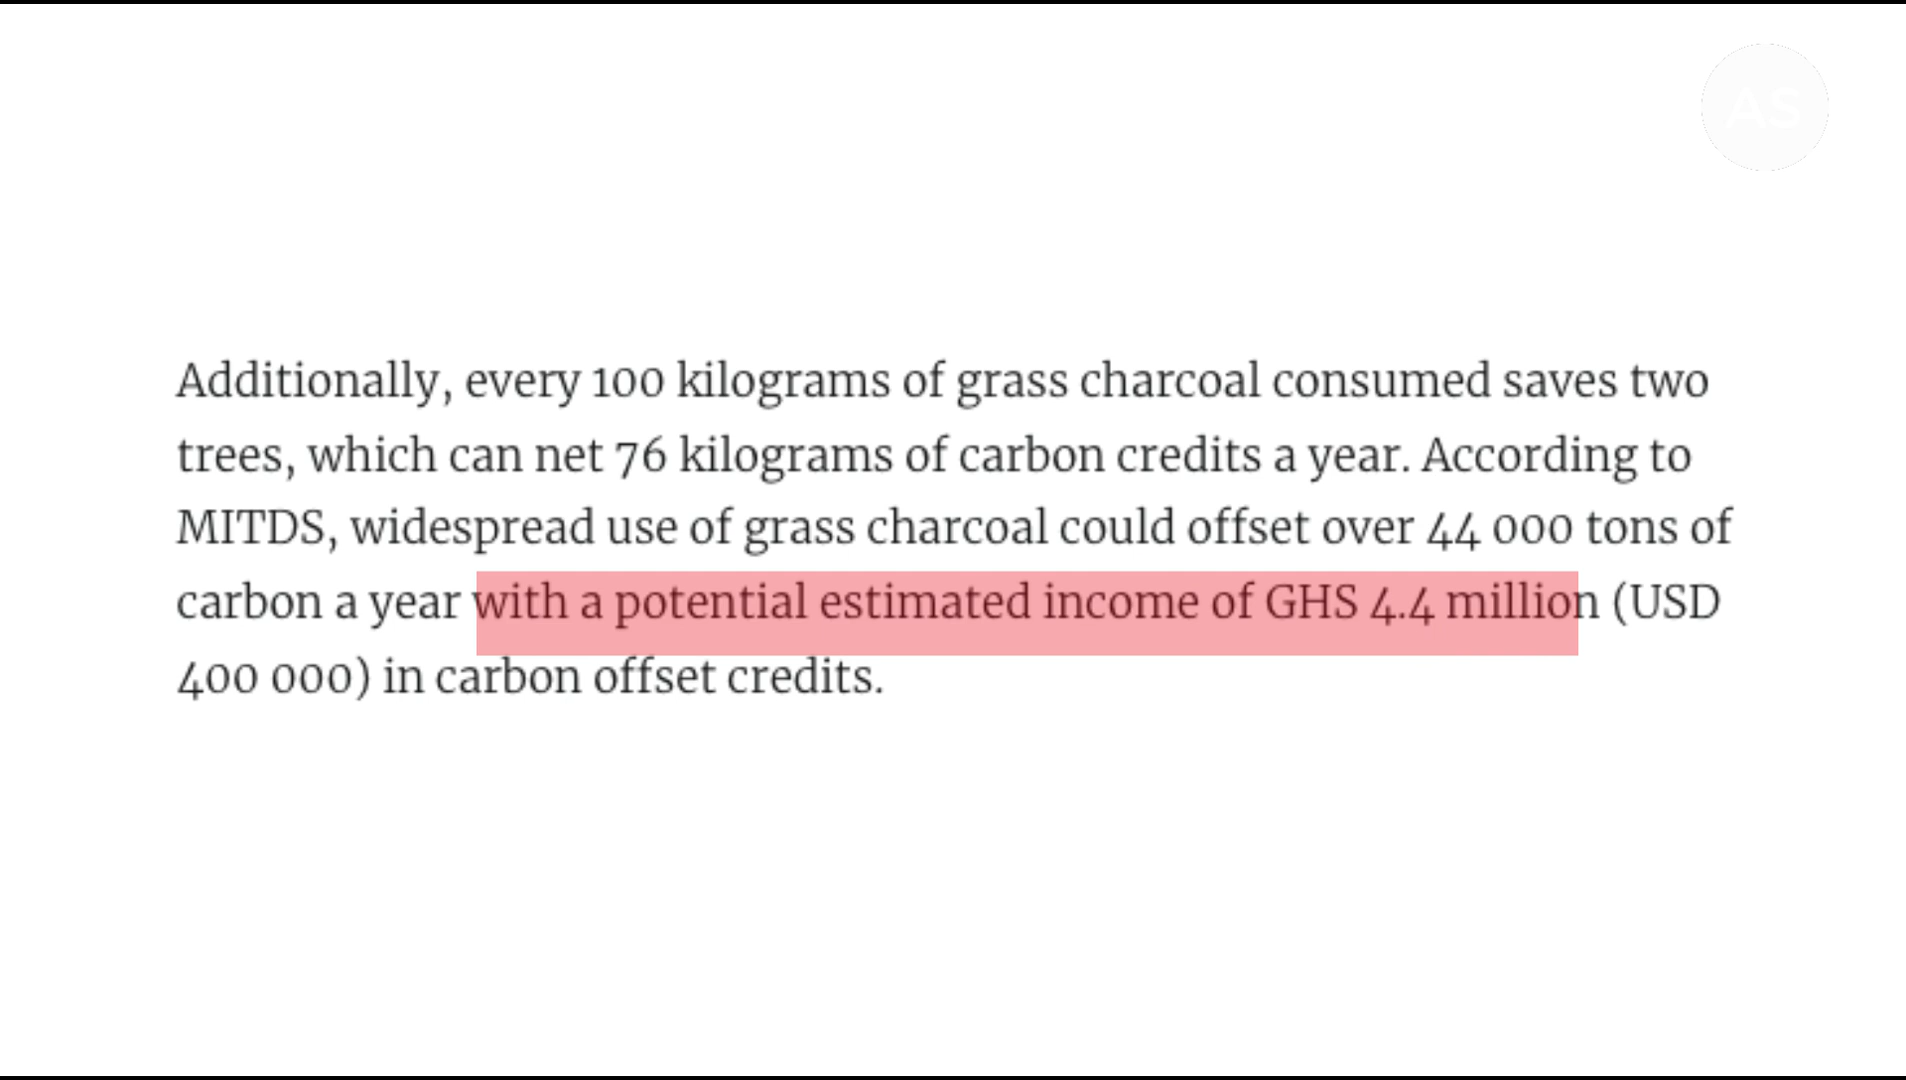 AS
Additionally, every 100 kilograms of grass charcoal consumed saves two
trees, which can net 76 kilograms of carbon credits a year. According to
MITDS, widespread use of grass charcoal could offset over 44 000 tons of
carbon a year with a potential estimated income of GHS 4.4 million (USD
400 000) in carbon offset credits.